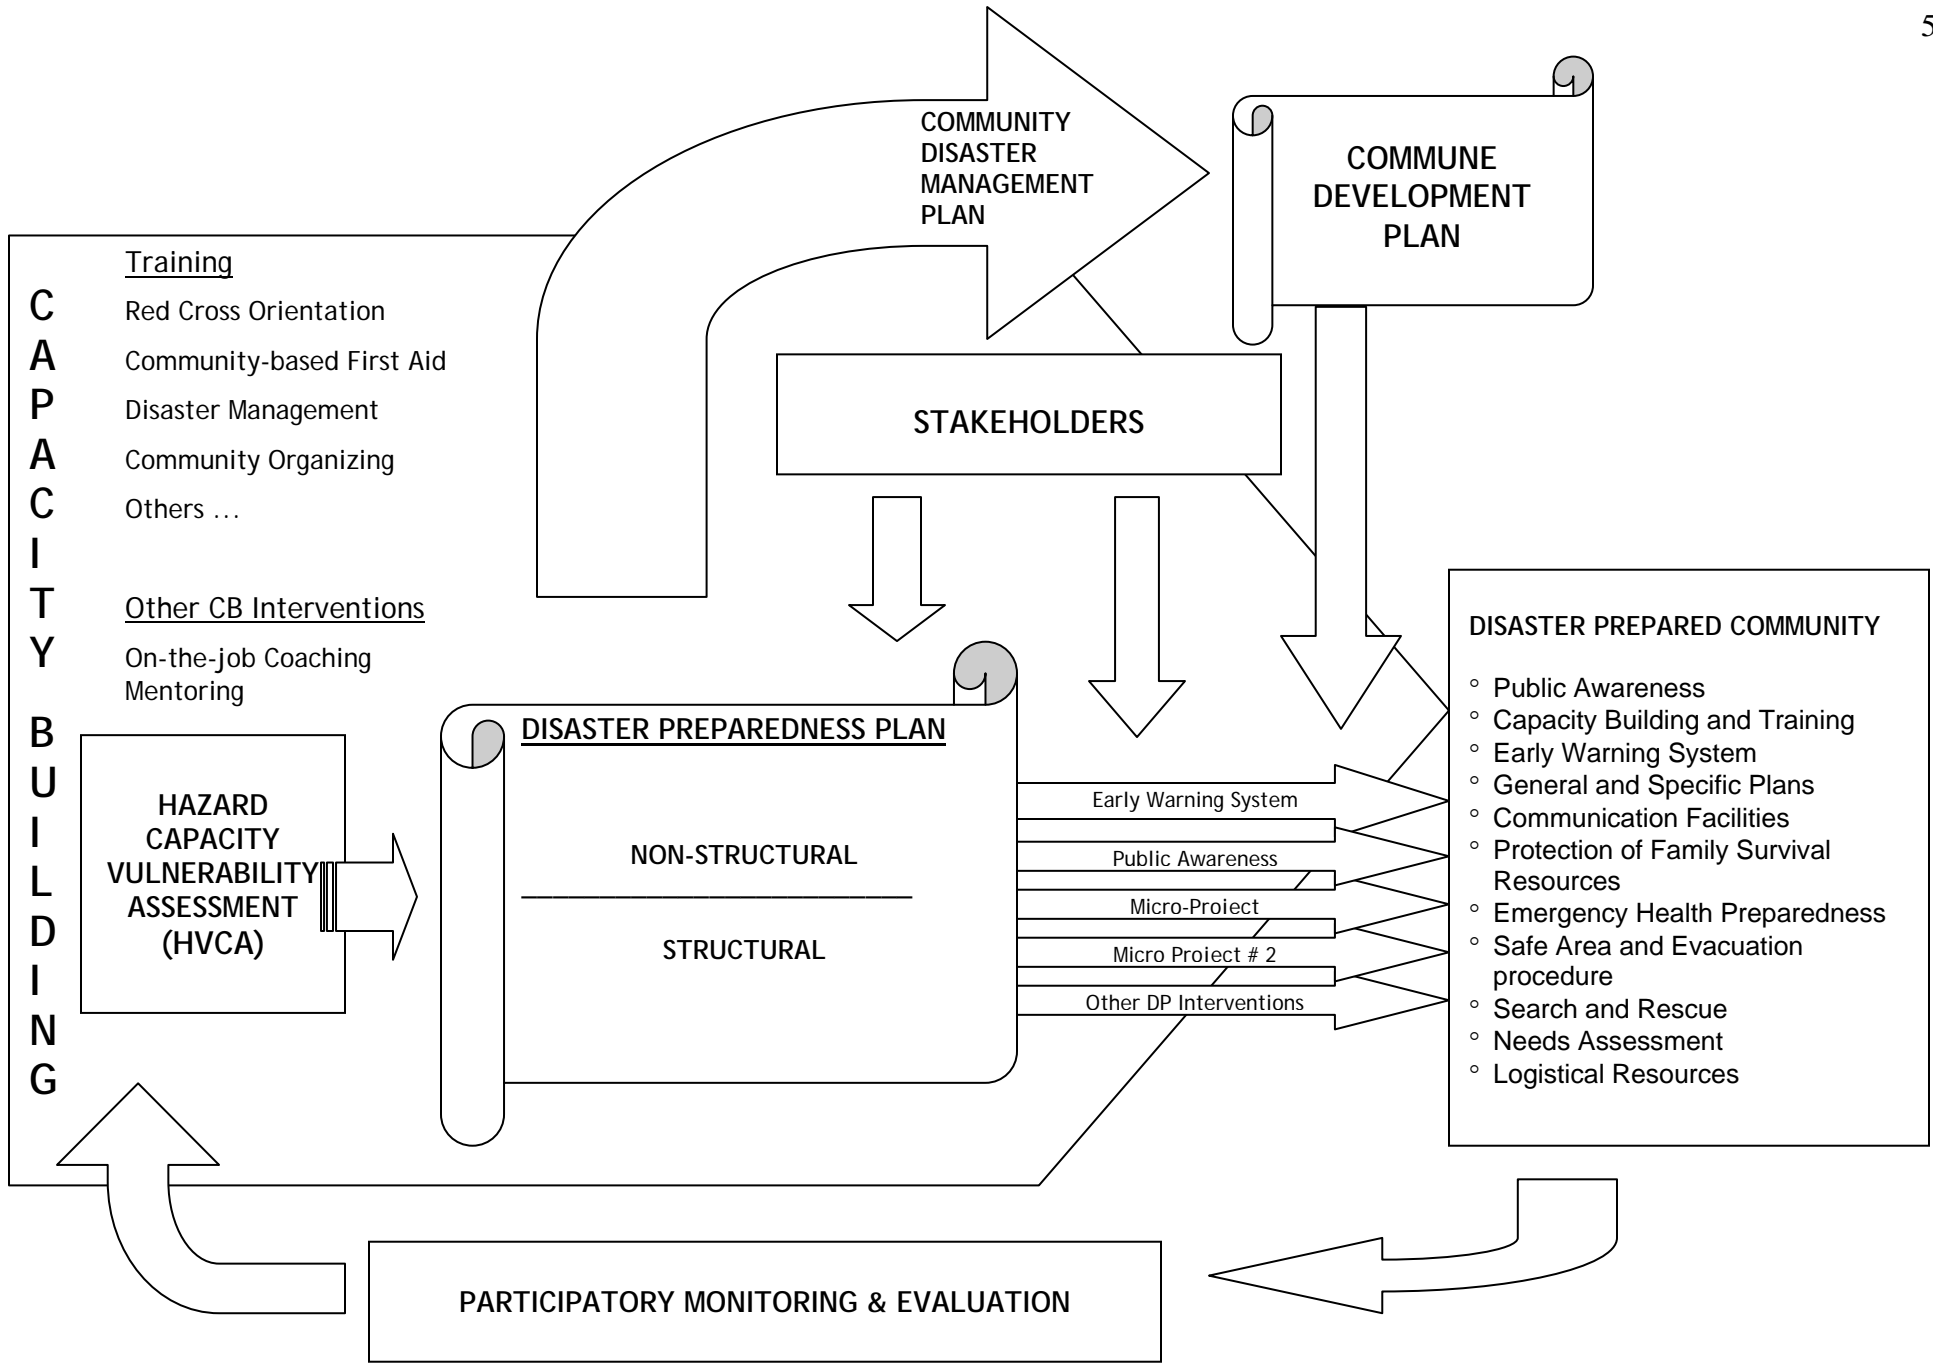 5
COMMUNITY
DISASTER
MANAGEMENT
PLAN
COMMUNE
DEVELOPMENT
PLAN
CAPACITY BUILDING
Training
Red Cross Orientation
Community-based First Aid
Disaster Management
Community Organizing
Others …
Other CB Interventions
On-the-job Coaching
Mentoring
STAKEHOLDERS
HAZARD
CAPACITY
VULNERABILITY
ASSESSMENT
(HVCA)
DISASTER PREPAREDNESS PLAN
NON-STRUCTURAL
STRUCTURAL
Early Warning System
Public Awareness
Micro-Project
Micro Project # 2
Other DP Interventions
DISASTER PREPARED COMMUNITY
° Public Awareness
° Capacity Building and Training
° Early Warning System
° General and Specific Plans
° Communication Facilities
° Protection of Family Survival
Resources
° Emergency Health Preparedness
° Safe Area and Evacuation
procedure
° Search and Rescue
° Needs Assessment
° Logistical Resources
PARTICIPATORY MONITORING & EVALUATION